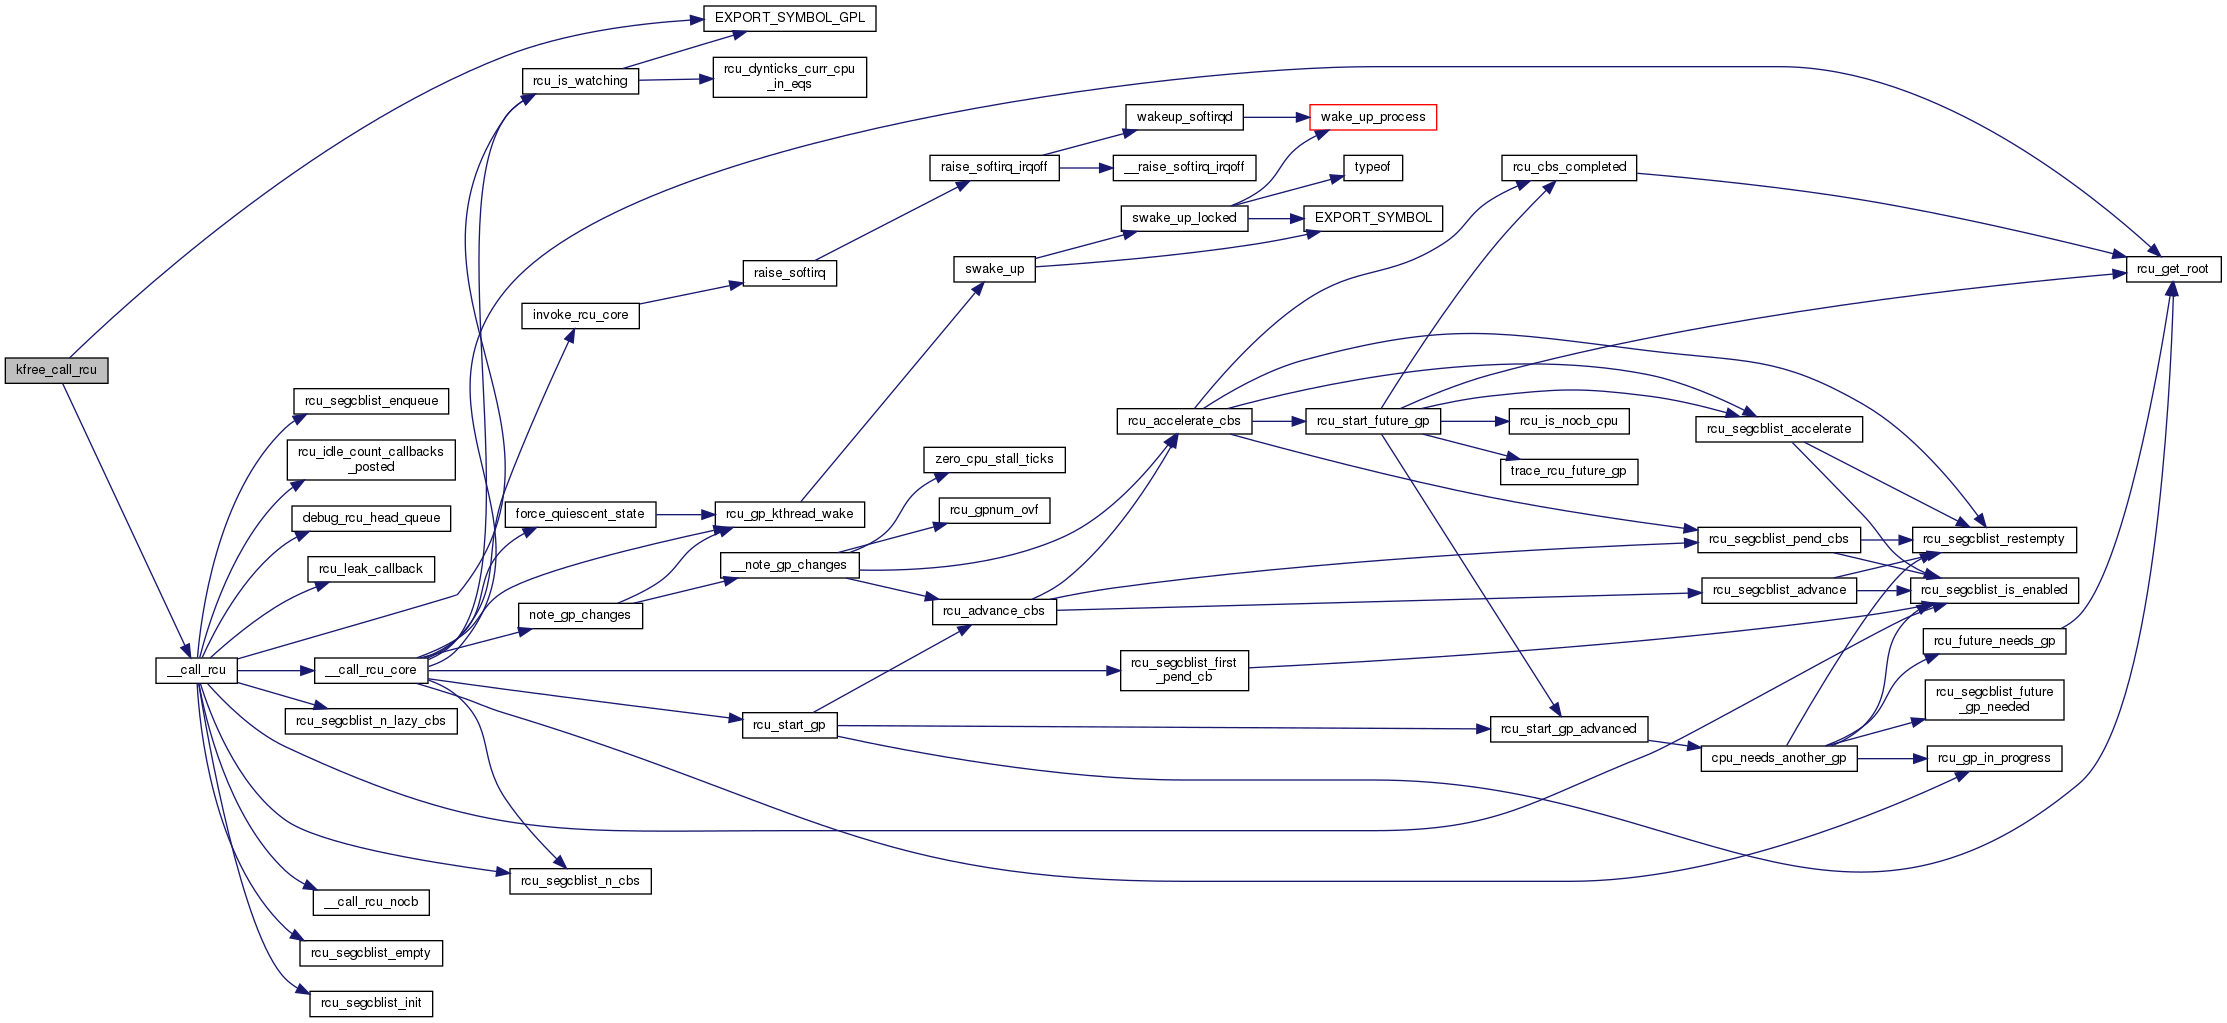 EXPORT_SYMBOL_GPL
rcu_is_watching
rcu_dynticks_curr_cpu
_in_eqs
wakeup_softirqd
wake_up_process
raise_softirq_irqoff
__raise_softirq_irqoff
typeof
rcu_cbs_completed
swake_up_locked
EXPORT_SYMBOL
raise_softirq
swake_up
rcu_get_root
invoke_rcu_core
kfree_call_rcu
rcu_segcblist_enqueue
rcu_accelerate_cbs
rcu_start_future_gp
rcu_is_nocb_cpu
rcu_segcblist_accelerate
rcu_idle_count_callbacks
_posted
zero_cpu_stall_ticks
trace_rcu_future_gp
debug_rcu_head_queue
force_quiescent_state
rcu_gp_kthread_wake
rcu_gpnum_ovf
rcu_segcblist_pend_cbs
rcu_segcblist_restempty
rcu_leak_callback
__note_gp_changes
rcu_segcblist_advance
rcu_segcblist_is_enabled
note_gp_changes
rcu_advance_cbs
rcu_future_needs_gp
__call_rcu
__call_rcu_core
rcu_segcblist_first
_pend_cb
rcu_segcblist_future
_gp_needed
rcu_segcblist_n_lazy_cbs
rcu_start_gp
rcu_start_gp_advanced
cpu_needs_another_gp
rcu_gp_in_progress
rcu_segcblist_n_cbs
__call_rcu_nocb
rcu_segcblist_empty
rcu_segcblist_init